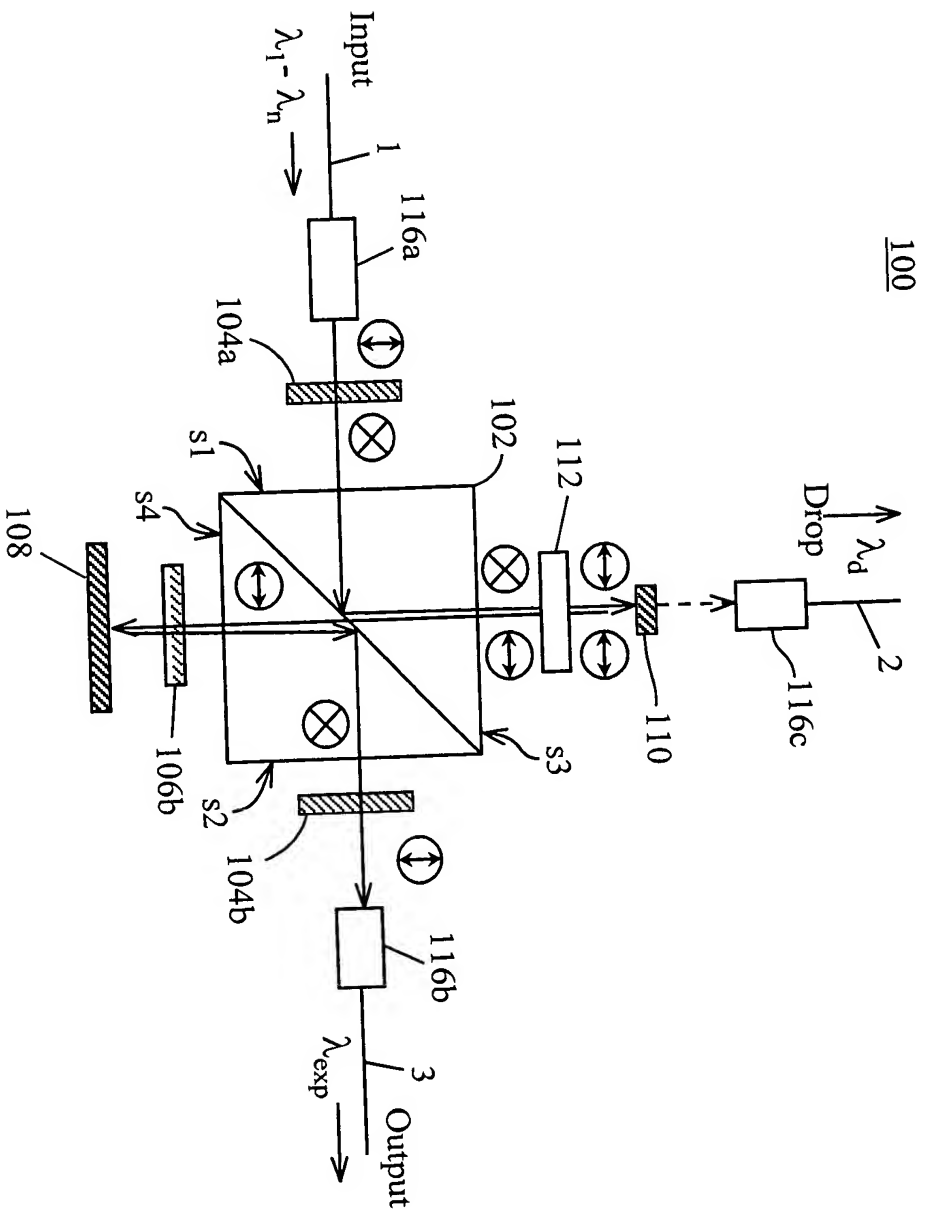 100
Input
λ1 - λn
1
116a
104a
s1
s4
102
112
Drop
λd
2
116c
110
s3
108
106b
s2
104b
116b
3
λexp
Output